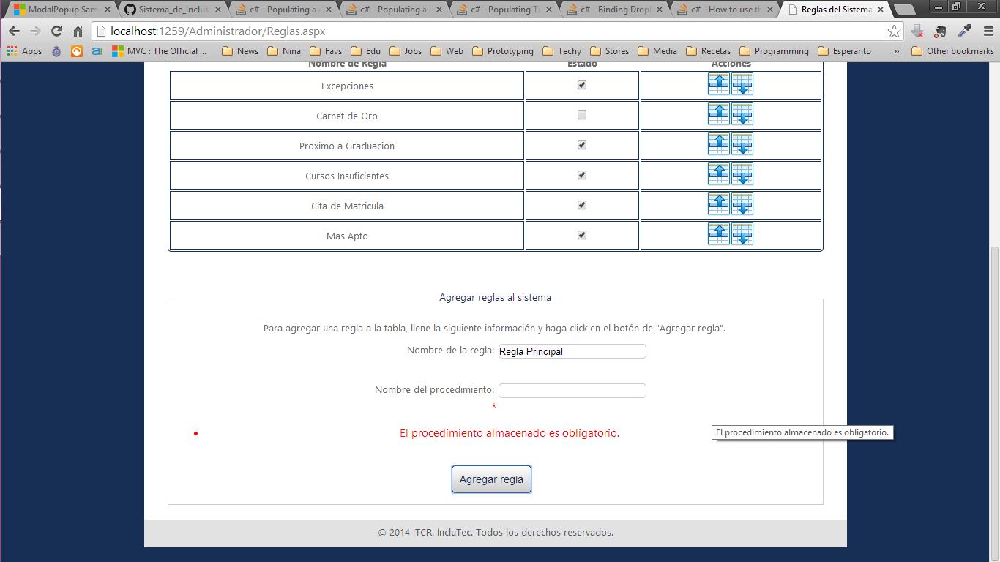 ModalPopup Sam
Sistema_de_Inclus
c# - Populating a
c# - Populating a
c# - Populating
c# - Binding Drop
c# - How to use th
Reglas del Sistema
localhost:1259/Administrador/Reglas.aspx
Apps
MVC : The Official ...
News
Nina
Favs
Edu
Jobs
Web
Prototyping
Techy
Stores
Media
Recetas
Programming
Esperanto
»
Other bookmarks
Nombre de Regla Estado Acciones
Excepciones
Carnet de Oro
Proximo a Graduacion
Cursos Insuficientes
Cita de Matricula
Mas Apto
Agregar reglas al sistema
Para agregar una regla a la tabla, llene la siguiente información y haga click en el botón de "Agregar regla".
Nombre de la regla: Regla Principal
Nombre del procedimiento:
*
• El procedimiento almacenado es obligatorio.
El procedimiento almacenado es obligatorio.
Agregar regla
© 2014 ITCR. IncluTec. Todos los derechos reservados.